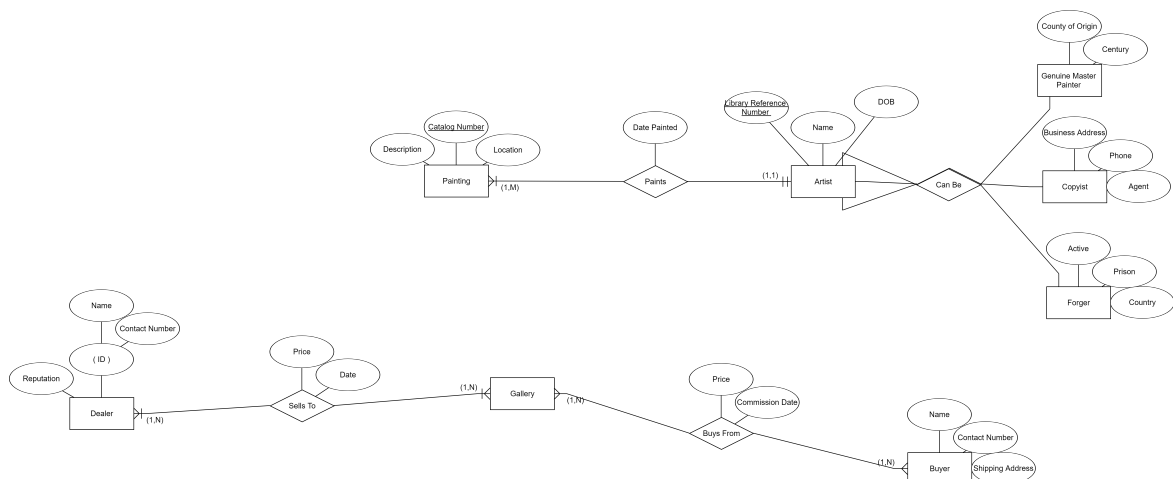 County of Origin
Century
Genuine Master
Painter
Library Reference
Number
DOB
Name
Date Painted
Catalog Number
Description
Location
Business Address
Phone
Agent
Painting
(1,M)
Paints
(1,1)
Artist
Can Be
Copyist
Active
Prison
Country
Forger
Name
Contact Number
( ID )
Reputation
Dealer
(1,N)
Price
Date
Sells To
(1,N)
Gallery
(1,N)
Price
Commission Date
Buys From
Name
Contact Number
Shipping Address
(1,N)
Buyer